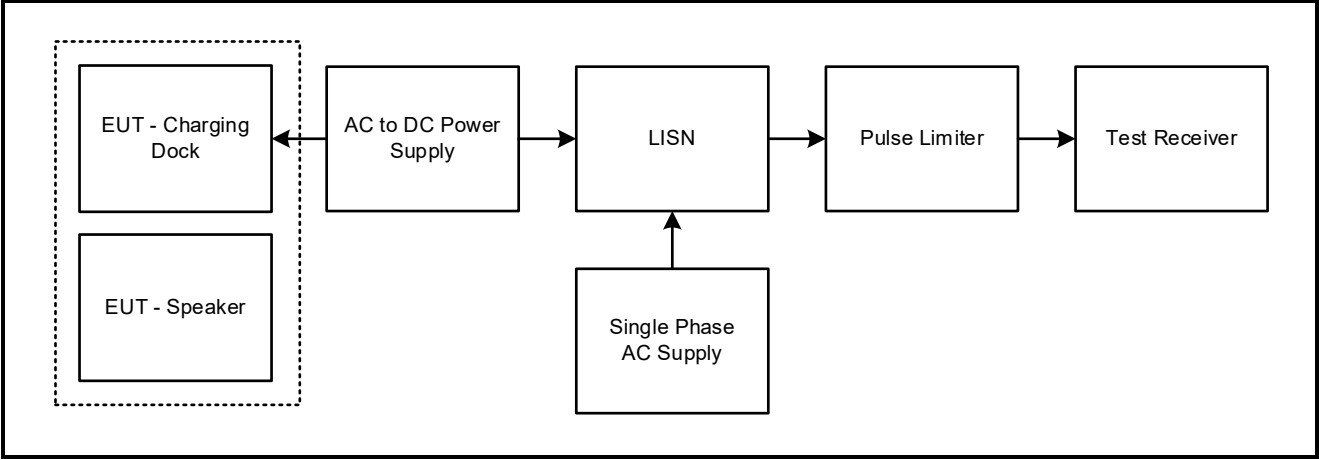 EUT - Charging
Dock
AC to DC Power
Supply
LISN
Pulse Limiter
Test Receiver
EUT - Speaker
Single Phase
AC Supply